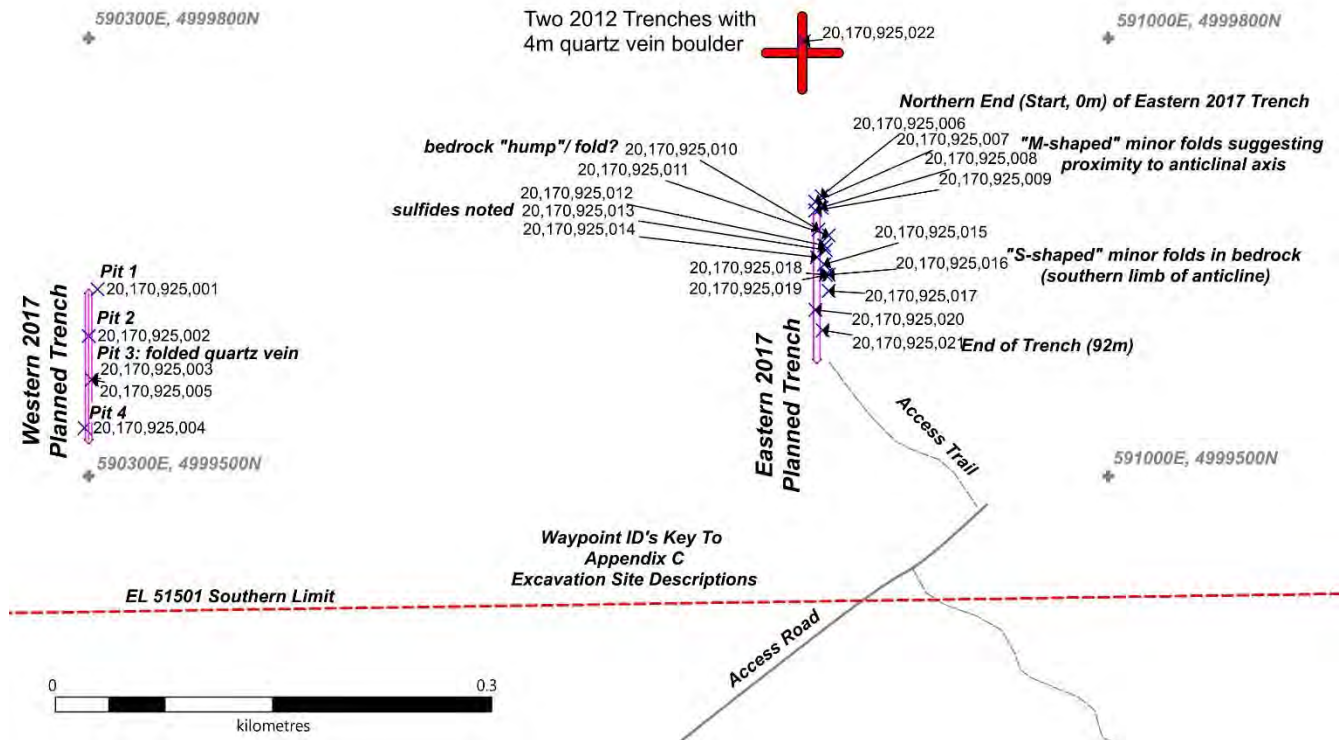 590300E, 4999800N
Two 2012 Trenches with
4m quartz vein boulder
20,170,925,022
591000E, 4999800N
Northern End (Start, 0m) of Eastern 2017 Trench
20,170,925,006
20,170,925,007
20,170,925,008
20,170,925,009
"M-shaped" minor folds suggesting
proximity to anticlinal axis
bedrock "hump"/ fold? 20,170,925,010
20,170,925,011
20,170,925,012
sulfides noted 20,170,925,013
20,170,925,014
20,170,925,015
20,170,925,016
"S-shaped" minor folds in bedrock
(southern limb of anticline)
20,170,925,018
20,170,925,019
20,170,925,017
20,170,925,020
20,170,925,021 End of Trench (92m)
Pit 1
20,170,925,001
Pit 2
20,170,925,002
Pit 3: folded quartz vein
20,170,925,003
20,170,925,005
Pit 4
20,170,925,004
Western 2017
Planned Trench
Eastern 2017
Planned Trench
Access Trail
590300E, 4999500N
591000E, 4999500N
Waypoint ID's Key To
Appendix C
Excavation Site Descriptions
EL 51501 Southern Limit
Access Road
0
0.3
kilometres